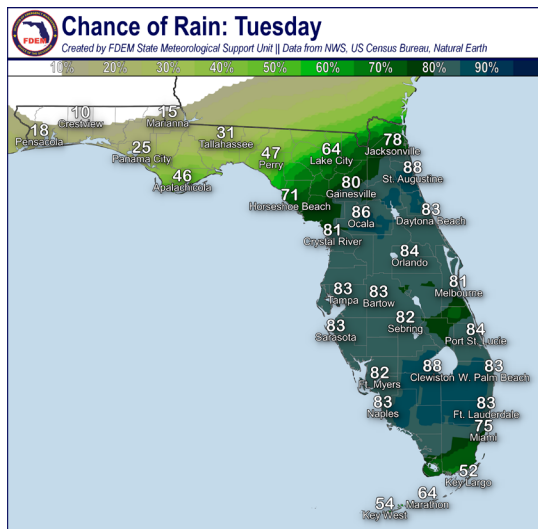 FDEM
Chance of Rain: Tuesday
Created by FDEM State Meteorological Support Unit || Data from NWS, US Census Bureau, Natural Earth
10% 20% 30% 40% 50% 60% 70% 80% 90%
10
Crestview
15
Marianna
18
Pensacola
31
Tallahassee
25
Panama City
47
Perry
64
Lake City
78
Jacksonville
46
Apalachicola
88
St. Augustine
80
Gainesville
71
Horseshoe Beach
86
Ocala
83
Daytona Beach
81
Crystal River
84
Orlando
81
Melbourne
83
Tampa
83
Bartow
83
Sarasota
82
Sebring
84
Port St. Lucie
82
Ft. Myers
88
Clewiston
83
W. Palm Beach
83
Naples
83
Ft. Lauderdale
75
Miami
52
Key Largo
64
Marathon
54
Key West